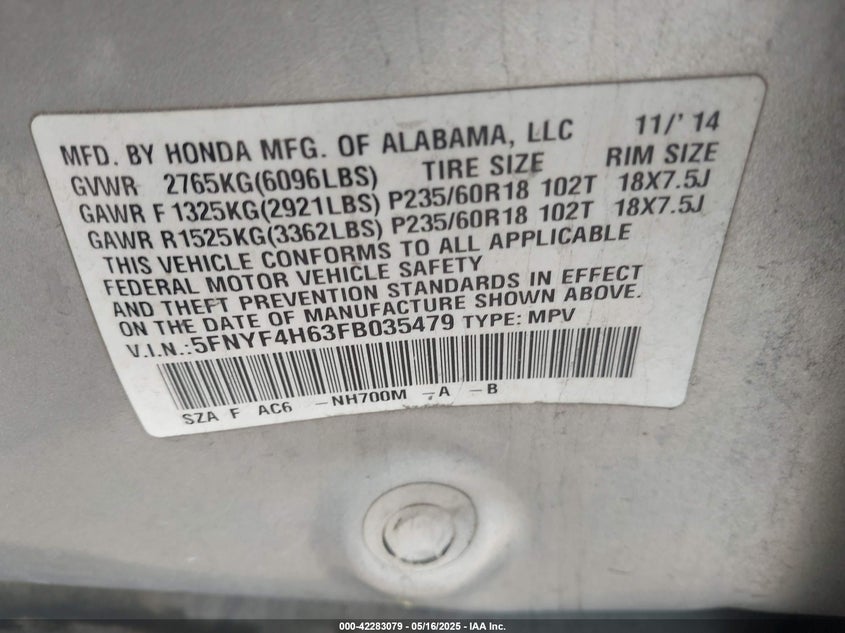 MFD. BY HONDA MFG. OF ALABAMA, LLC 11/' 14
GVWR 2765KG(6096LBS) TIRE SIZE RIM SIZE
GAWR F 1325KG(2921LBS) P235/60R18 102T 18X7.5J
GAWR R1525KG(3362LBS) P235/60R18 102T 18X7.5J
THIS VEHICLE CONFORMS TO ALL APPLICABLE
FEDERAL MOTOR VEHICLE SAFETY
AND THEFT PREVENTION STANDARDS IN EFFECT
ON THE DATE OF MANUFACTURE SHOWN ABOVE.
V.I.N.:5FNYF4H63FB035479 TYPE: MPV
SZA F AC6 -NH700M -A -B
000-42283079 - 05/16/2025 - IAA Inc.